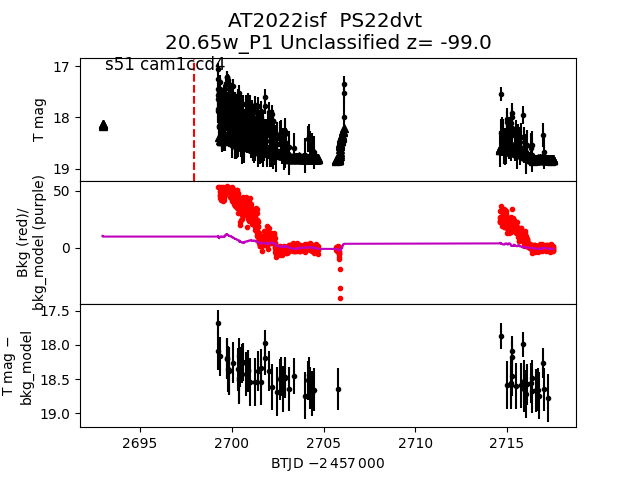 AT2022isf  PS22dvt
20.65w_P1 Unclassified z= -99.0
s51 cam1ccd4
17
18
19
T mag
50
0
Bkg (red)/
bkg_model (purple)
17.5
18.0
18.5
19.0
T mag −
bkg_model
2695
2700
2705
2710
2715
BTJD −2 457 000